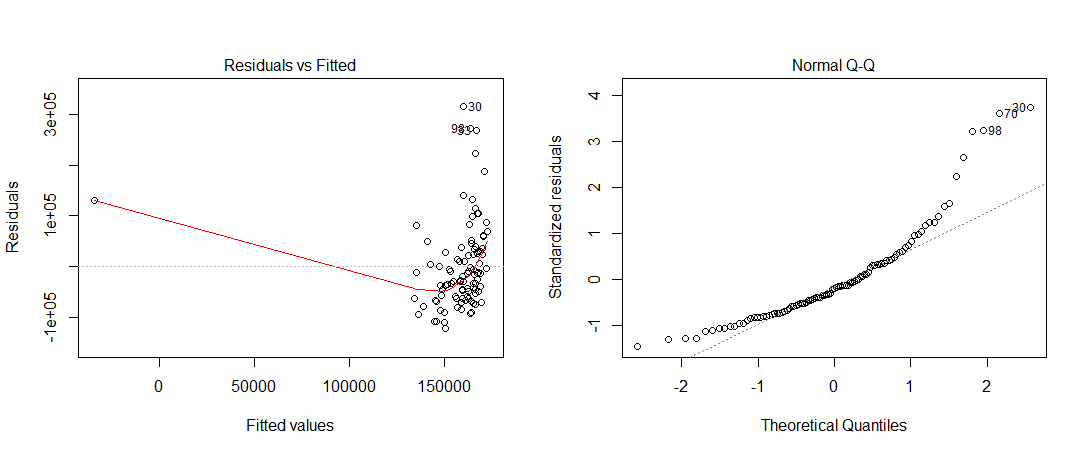 Residuals vs Fitted
Residuals
-1e+05
1e+05
3e+05
30
0
50000
100000
150000
Fitted values
Normal Q-Q
Standardized residuals
-1
0
1
2
3
4
30
70
98
-2
-1
0
1
2
Theoretical Quantiles